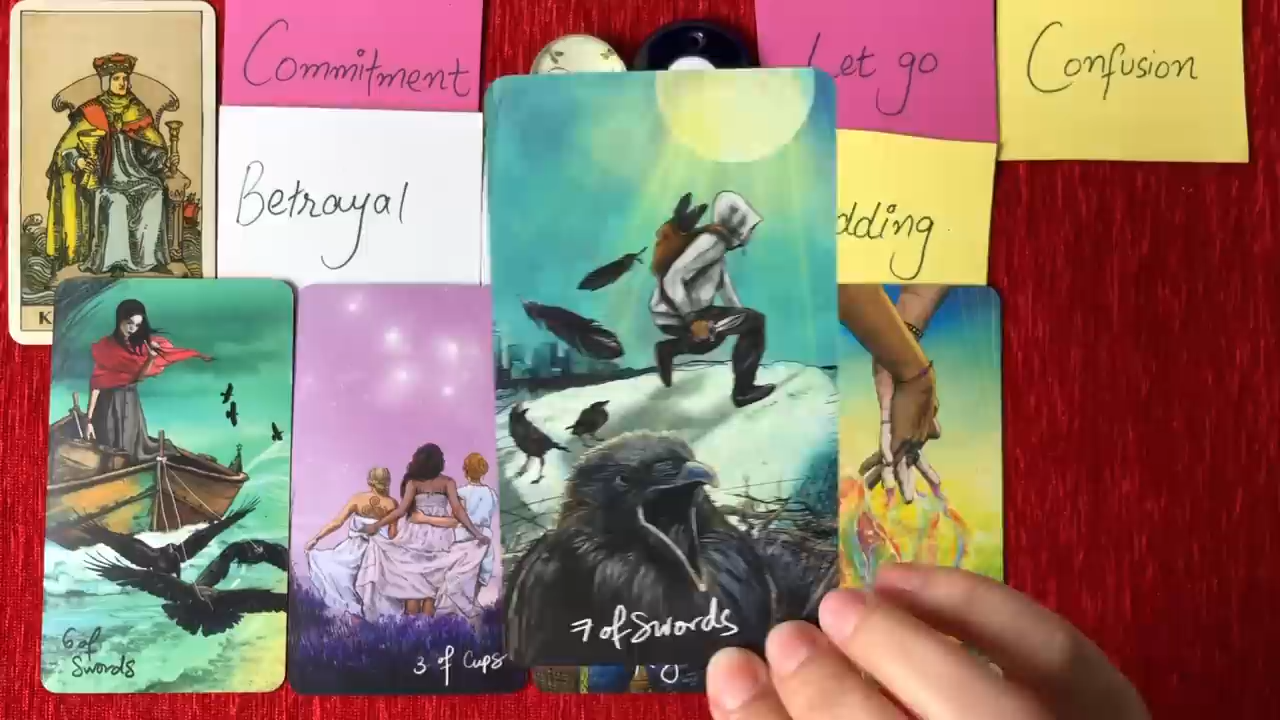 Commitment
Let go
Confusion
Betrayal
dding
K
6 of
Swords
3 of Cups
7 of Swords